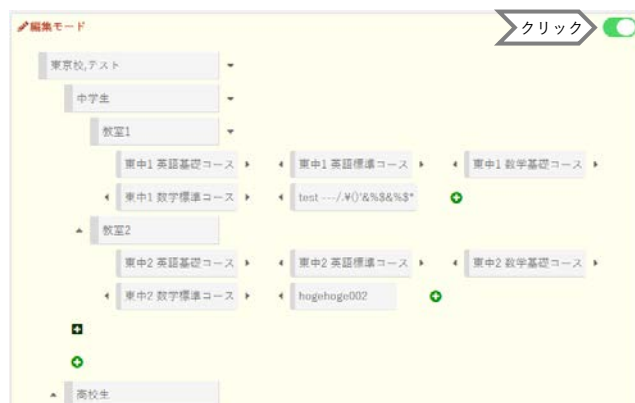 編集モード
クリック
東京校,テスト
中学生
教室1
東中1 英語基礎コース 東中1 英語標準コース 東中1 数学基礎コース
東中1 数学標準コース test ---/.¥()'&%$&%$*
教室2
東中2 英語基礎コース 東中2 英語標準コース 東中2 数学基礎コース
東中2 数学標準コース hogehoge002
高校生